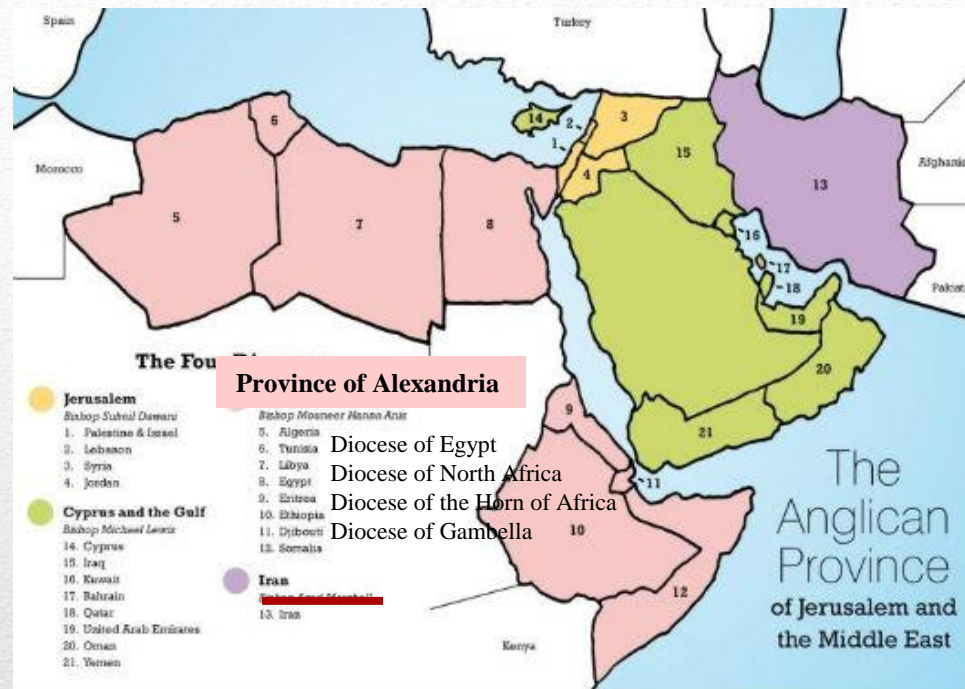 Spain
Turkey
Morocco
Afghanis
Pakist
Kenya
6
5
7
8
14
2
1
3
4
15
13
16
17
18
19
20
21
9
11
10
12
The Fou
Province of Alexandria
Jerusalem
Bishop Suheil Dawani
1. Palestine & Israel
2. Lebanon
3. Syria
4. Jordan
Cyprus and the Gulf
Bishop Michael Lewis
14. Cyprus
15. Iraq
16. Kuwait
17. Bahrain
18. Qatar
19. United Arab Emirates
20. Oman
21. Yemen
Bishop Mouneer Hanna Anis
5. Algeria
6. Tunisia
7. Libya
8. Egypt
9. Eritrea
10. Ethiopia
11. Djibouti
12. Somalia
Diocese of Egypt
Diocese of North Africa
Diocese of the Horn of Africa
Diocese of Gambella
Iran
13. Iran
The
Anglican
Province
of Jerusalem and
the Middle East